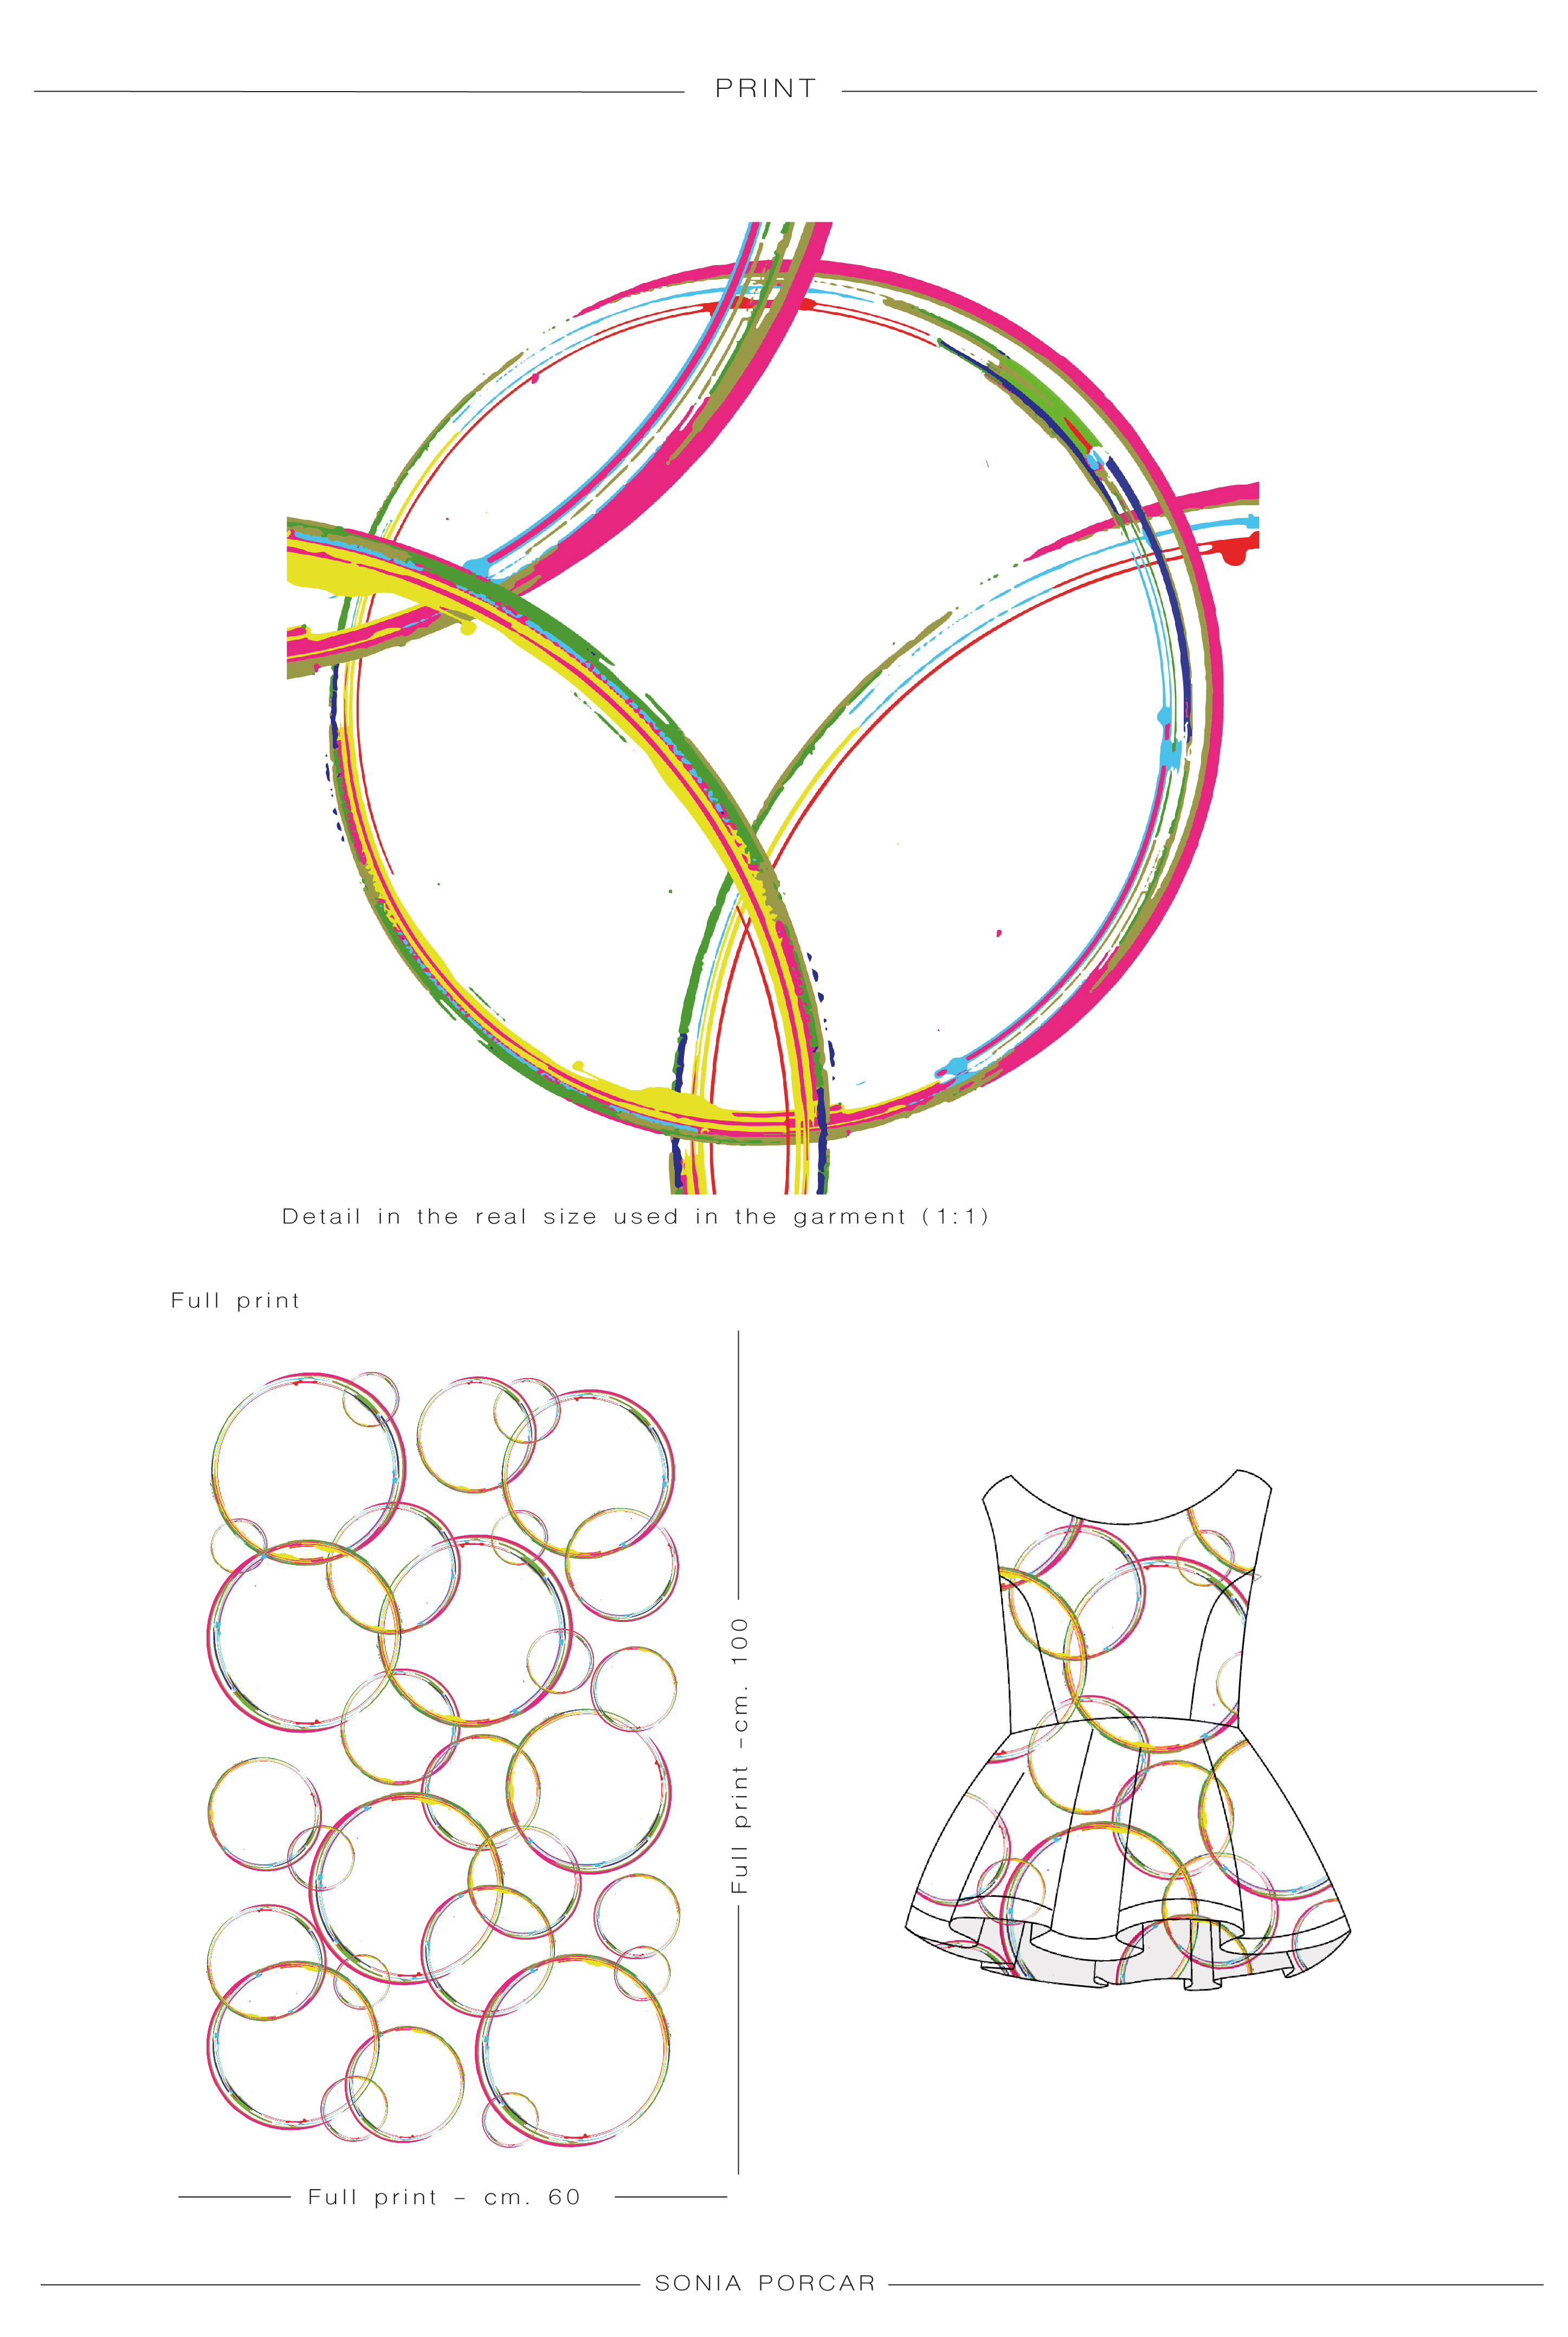 PRINT
Detail in the real size used in the garment (1:1)
Full print
Full print -cm. 100
Full print - cm. 60
SONIA PORCAR